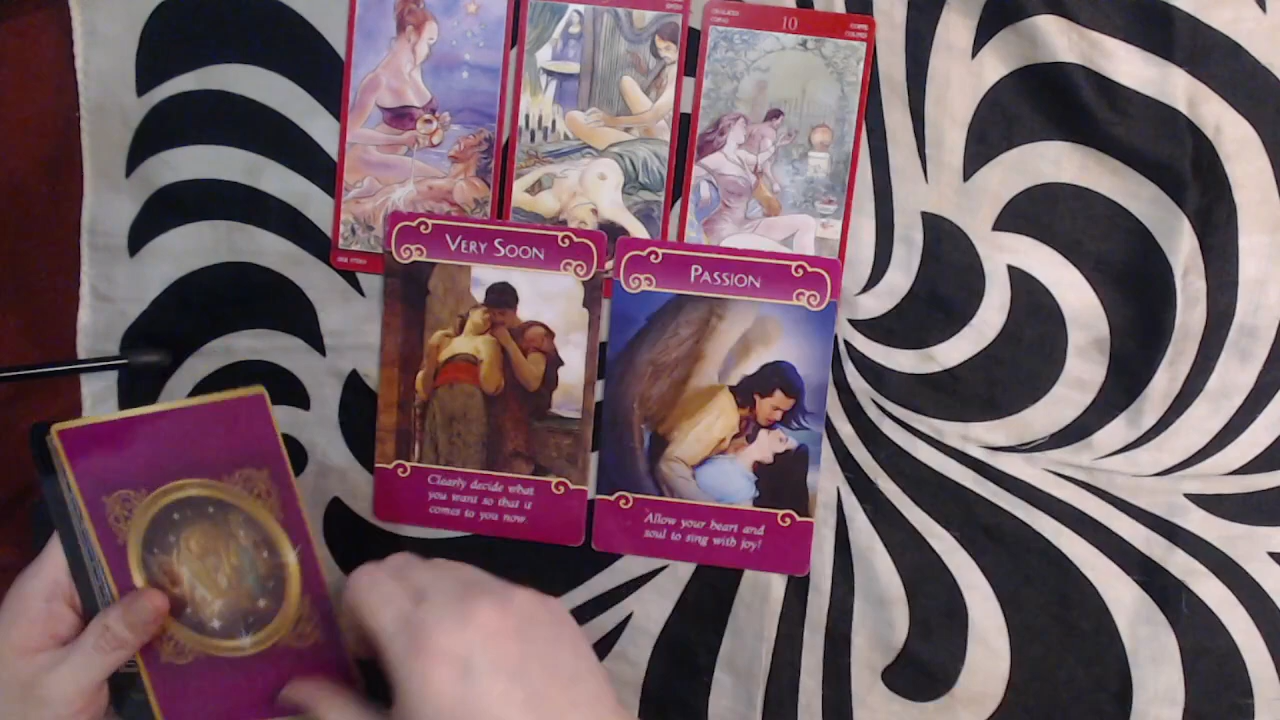 10
VERY SOON
PASSION
Clearly decide what
you want so that it
comes to you now.
Allow your heart and
soul to sing with joy!